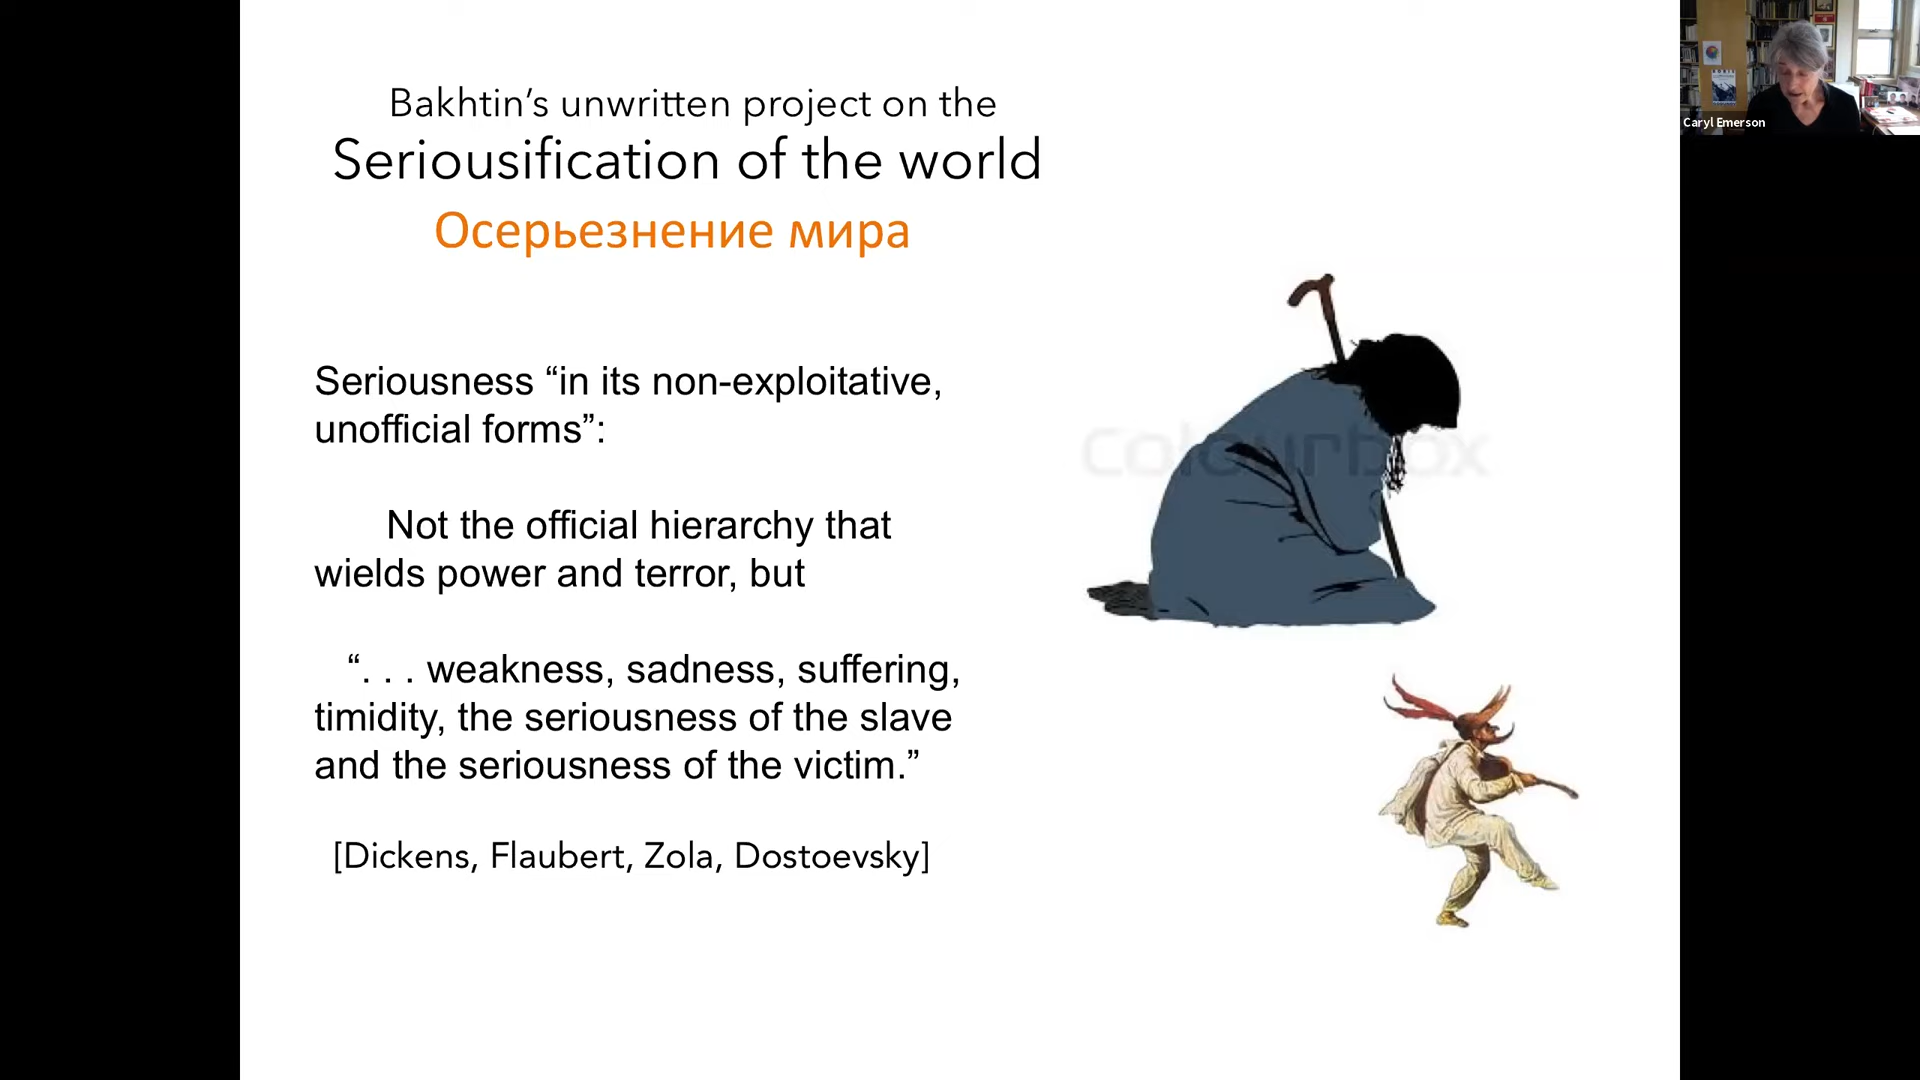 Bakhtin’s unwritten project on the
Seriousification of the world
Осерьезнение мира
Seriousness “in its non-exploitative,
unofficial forms”:
Not the official hierarchy that
wields power and terror, but
“. . . weakness, sadness, suffering,
timidity, the seriousness of the slave
and the seriousness of the victim.”
[Dickens, Flaubert, Zola, Dostoevsky]
colourbox
Caryl Emerson